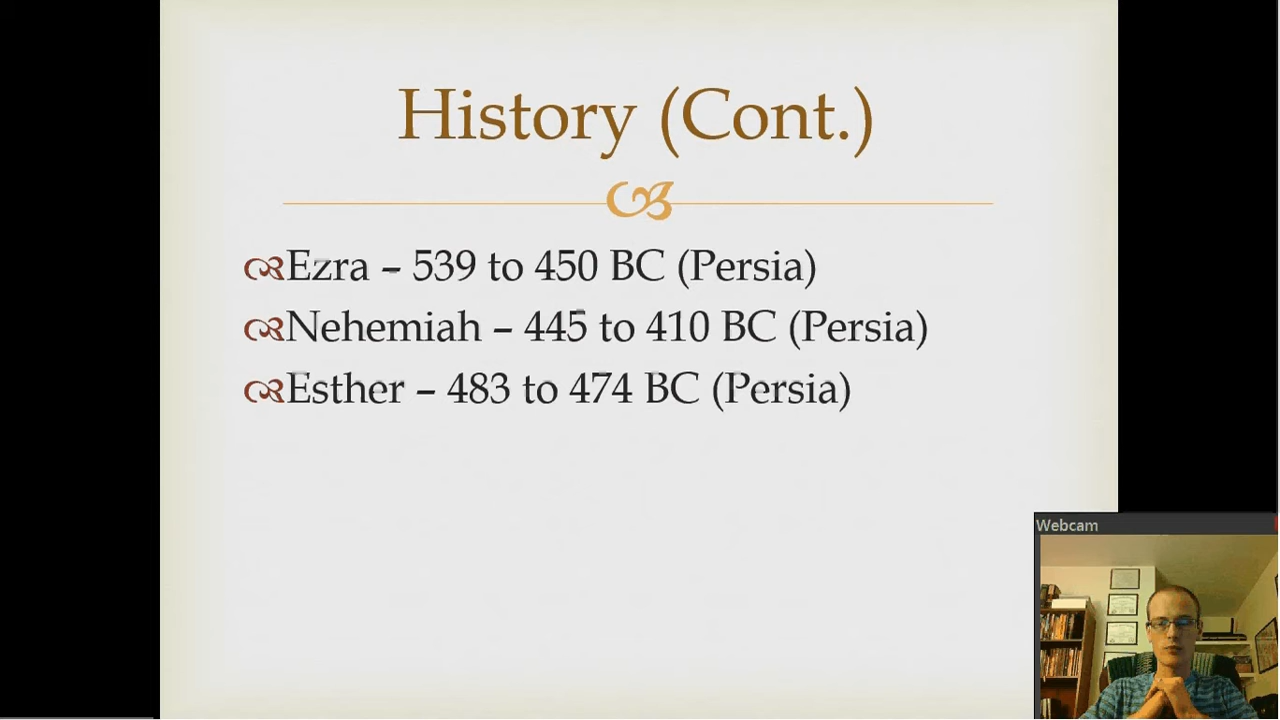 History (Cont.)
Ezra – 539 to 450 BC (Persia)
Nehemiah – 445 to 410 BC (Persia)
Esther – 483 to 474 BC (Persia)
Webcam